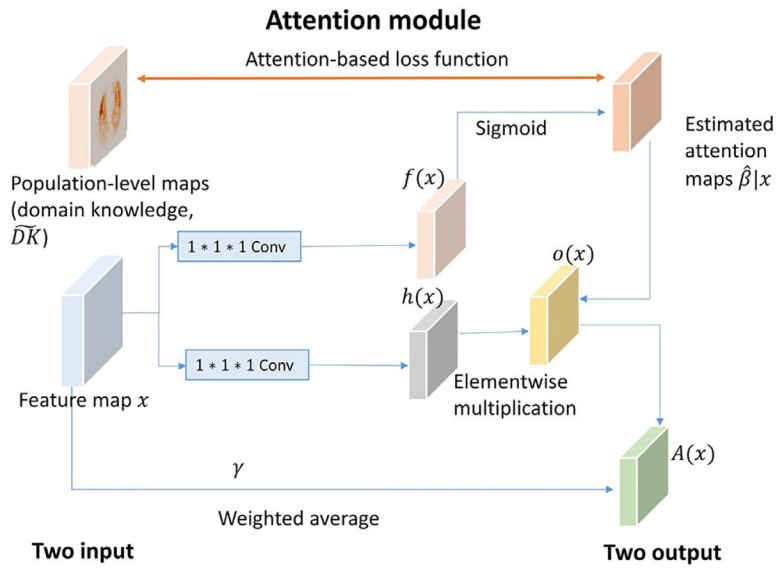 Attention module
Attention-based loss function
Sigmoid
Estimated
attention
maps β̂|x
Population-level maps
(domain knowledge,
D͠K)
f(x)
1 * 1 * 1 Conv
o(x)
h(x)
1 * 1 * 1 Conv
Elementwise
multiplication
Feature map x
A(x)
γ
Weighted average
Two input
Two output